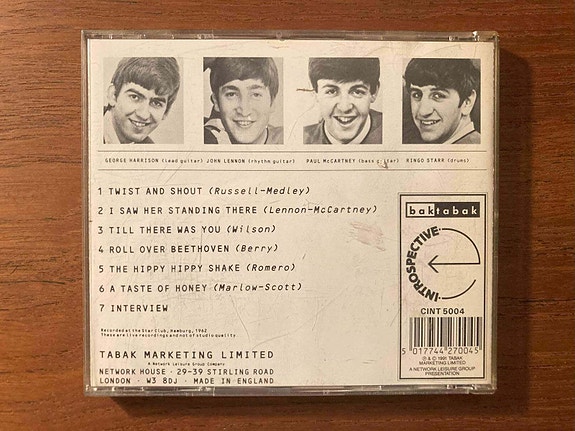 GEORGE HARRISON (lead guitar) JOHN LENNON (rhythm guitar) PAUL McCARTNEY (bass guitar) RINGO STARR (drums)
1 TWIST AND SHOUT (Russell-Medley)
2 I SAW HER STANDING THERE (Lennon-McCartney)
3 TILL THERE WAS YOU (Wilson)
4 ROLL OVER BEETHOVEN (Berry)
5 THE HIPPY HIPPY SHAKE (Romero)
6 A TASTE OF HONEY (Marlow-Scott)
7 INTERVIEW
Recorded at the Star Club, Hamburg, 1962
These are live recordings and not of studio quality
TABAK MARKETING LIMITED
A Network Leisure Group Company
NETWORK HOUSE · 29-39 STIRLING ROAD
LONDON · W3 8DJ · MADE IN ENGLAND
baktabak
INTROSPECTIVE
CINT 5004
5 017744 270045
℗ & © 1991 TABAK
MARKETING LIMITED
A NETWORK LEISURE GROUP
PRESENTATION